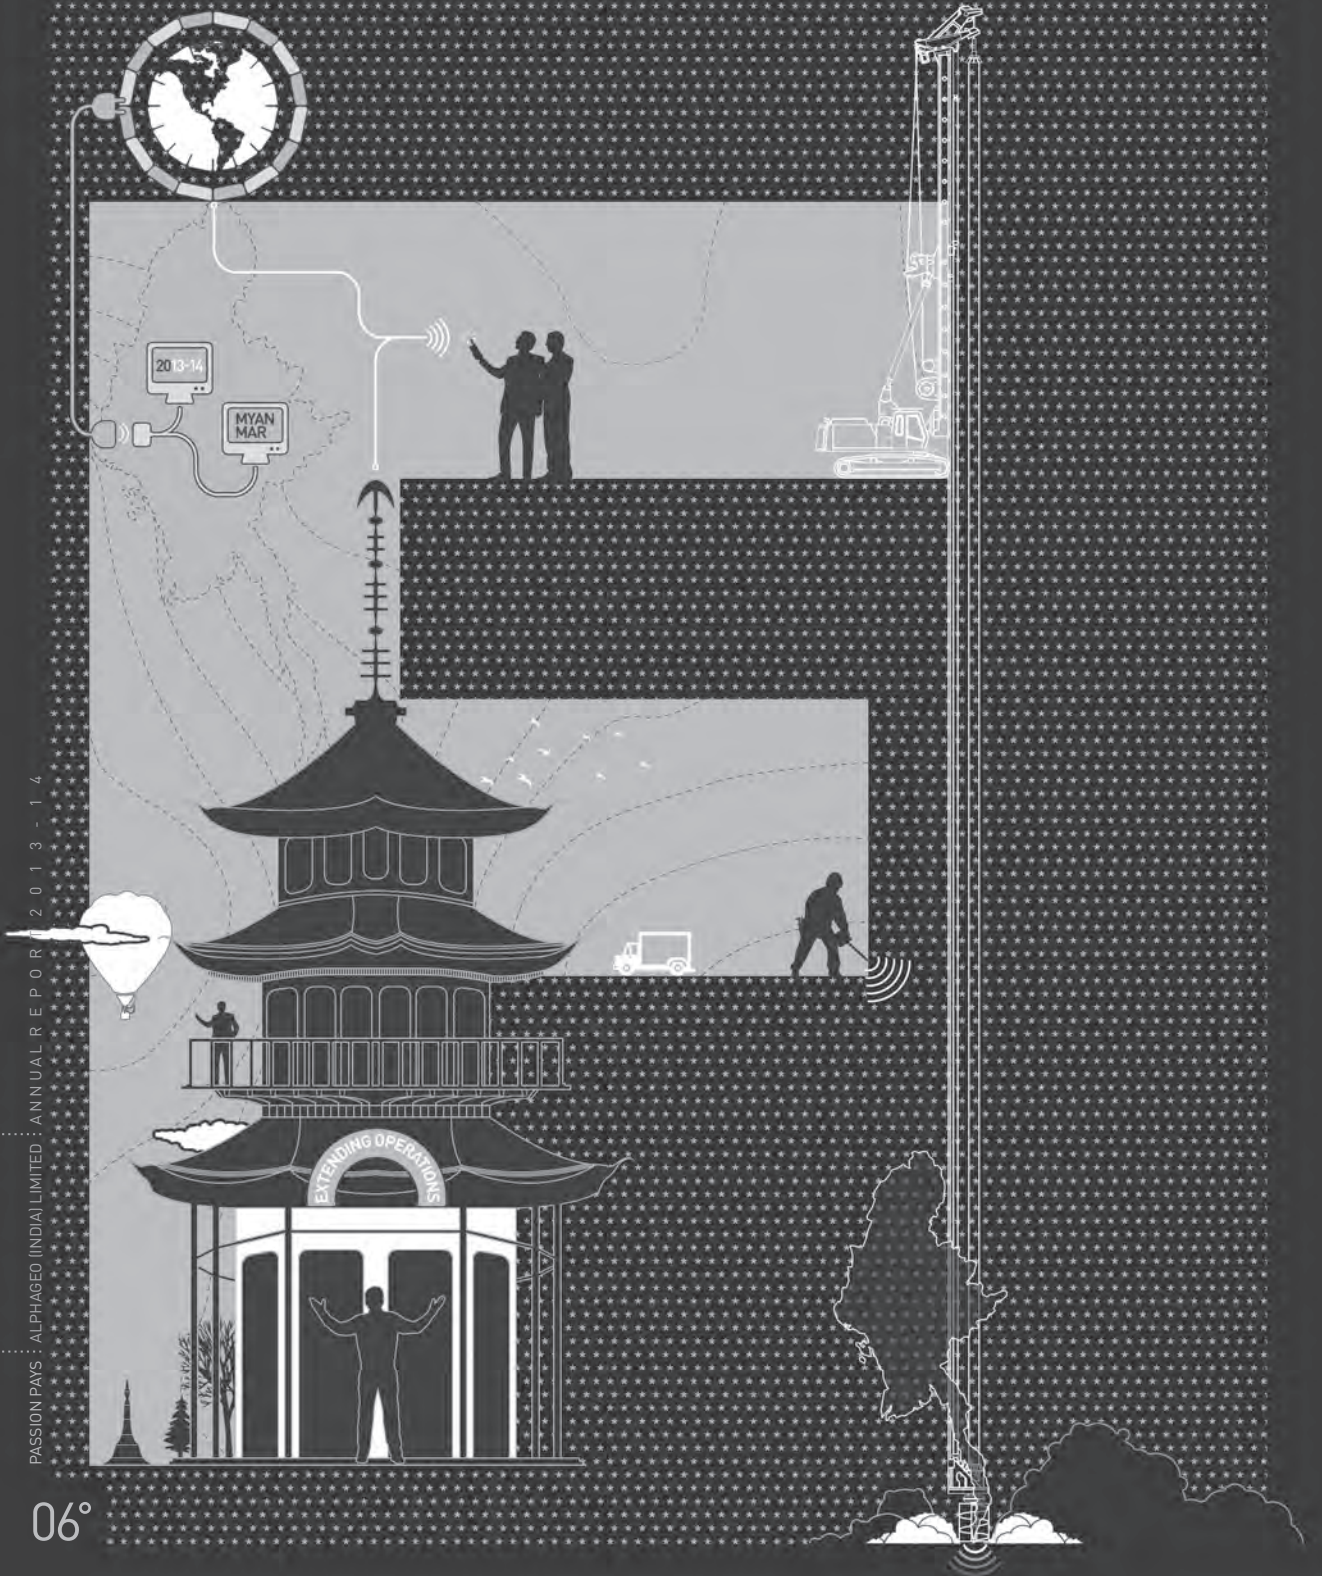 2013-14
MYAN
MAR
EXTENDING OPERATIONS
PASSION PAYS : ALPHAGEO (INDIA) LIMITED : ANNUAL REPORT 2013-14
06°